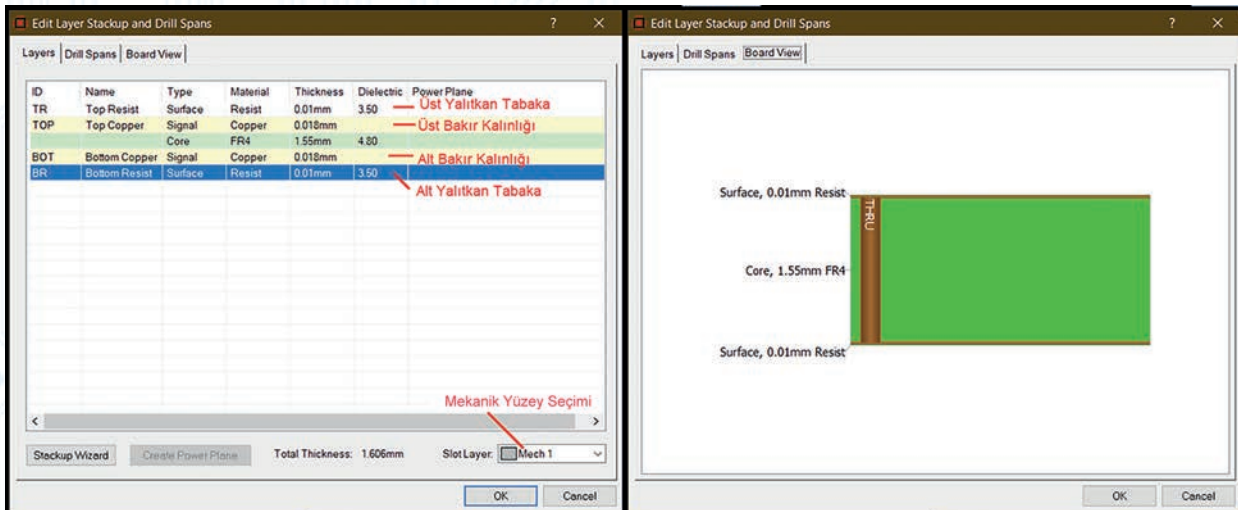 Edit Layer Stackup and Drill Spans ? ×
Layers Drill Spans Board View
ID Name Type Material Thickness Dielectric Power Plane
TR Top Resist Surface Resist 0.01mm 3.50 Üst Yalıtkan Tabaka
TOP Top Copper Signal Copper 0.018mm Üst Bakır Kalınlığı
Core FR4 1.55mm 4.80
BOT Bottom Copper Signal Copper 0.018mm Alt Bakır Kalınlığı
BR Bottom Resist Surface Resist 0.01mm 3.50
Alt Yalıtkan Tabaka
Mekanik Yüzey Seçimi
Stackup Wizard Create Power Plane Total Thickness: 1.606mm Slot Layer: Mech 1
OK Cancel
Edit Layer Stackup and Drill Spans ? ×
Layers Drill Spans Board View
Surface, 0.01mm Resist
THRU
Core, 1.55mm FR4
Surface, 0.01mm Resist
OK Cancel